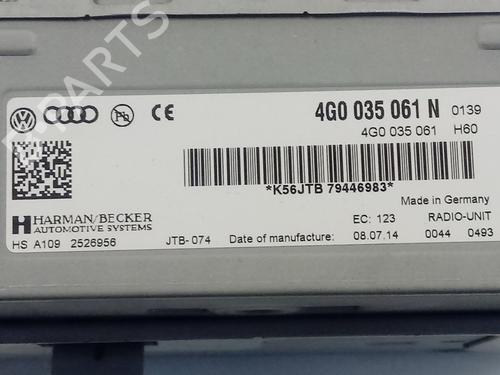 4G0 035 061 N 0139
4G0 035 061 H60
*K56JTB 79446983*
Made in Germany
HARMAN/BECKER
AUTOMOTIVE SYSTEMS
EC: 123 RADIO-UNIT
HS A109 2526956 JTB-074 Date of manufacture: 08.07.14 0044 0493
B-PARTS